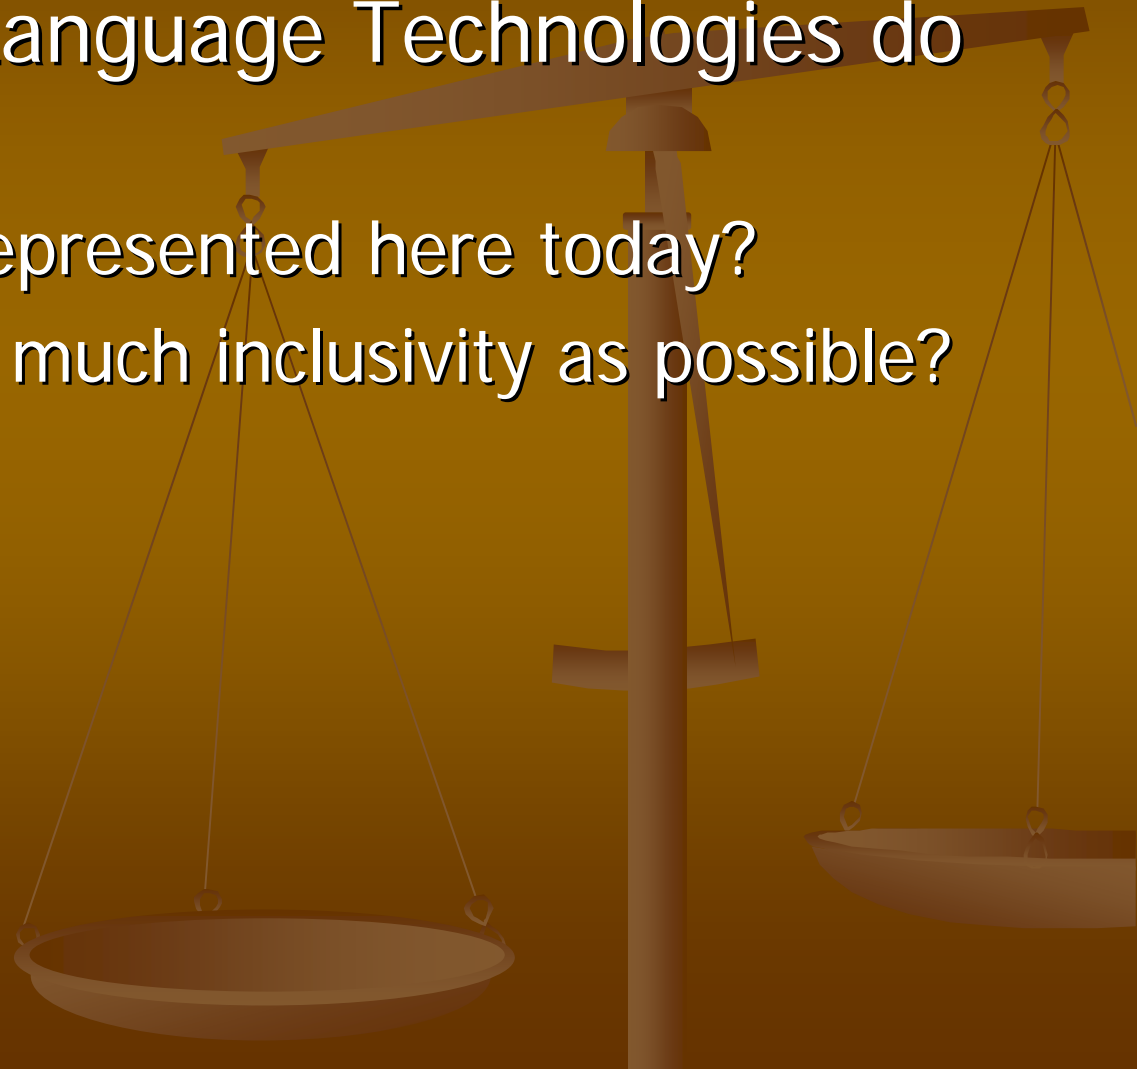 anguage Technologies do
epresented here today?
much inclusivity as possible?